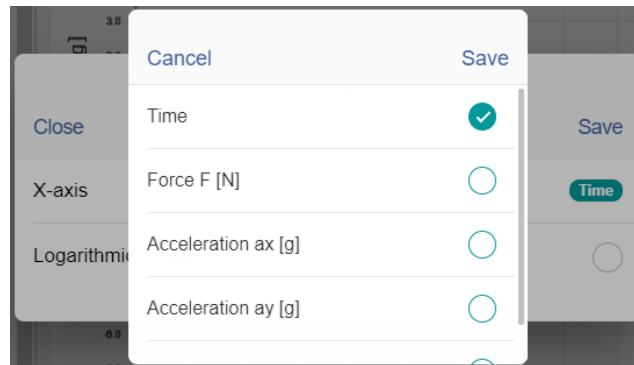 3.0
Cancel Save
Time
Close Save
Force F [N]
X-axis Time
Acceleration ax [g]
Logarithmi
Acceleration ay [g]
-6.0